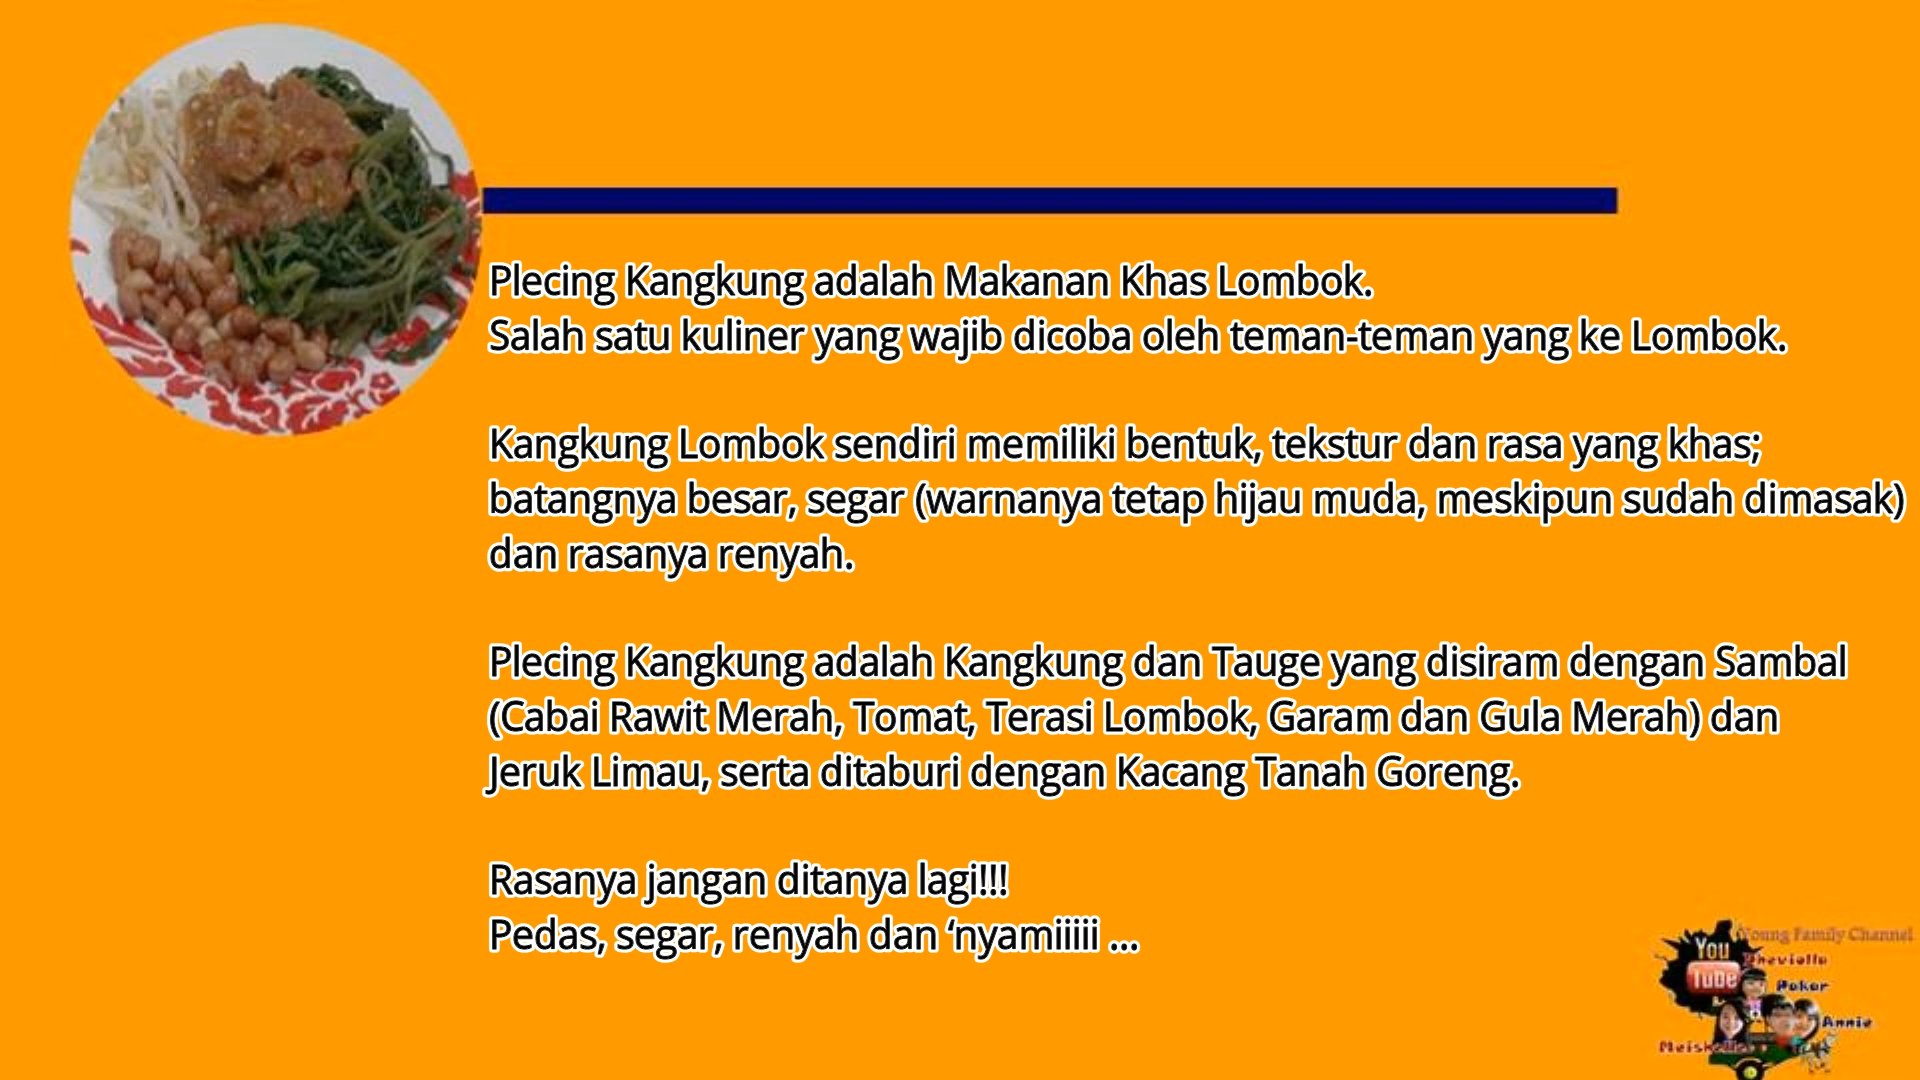 Plecing Kangkung adalah Makanan Khas Lombok.
Salah satu kuliner yang wajib dicoba oleh teman-teman yang ke Lombok.
Kangkung Lombok sendiri memiliki bentuk, tekstur dan rasa yang khas;
batangnya besar, segar (warnanya tetap hijau muda, meskipun sudah dimasak)
dan rasanya renyah.
Plecing Kangkung adalah Kangkung dan Tauge yang disiram dengan Sambal
(Cabai Rawit Merah, Tomat, Terasi Lombok, Garam dan Gula Merah) dan
Jeruk Limau, serta ditaburi dengan Kacang Tanah Goreng.
Rasanya jangan ditanya lagi!!!
Pedas, segar, renyah dan ‘nyamiiiii ...
Young Family Channel
You
Tube
Annie